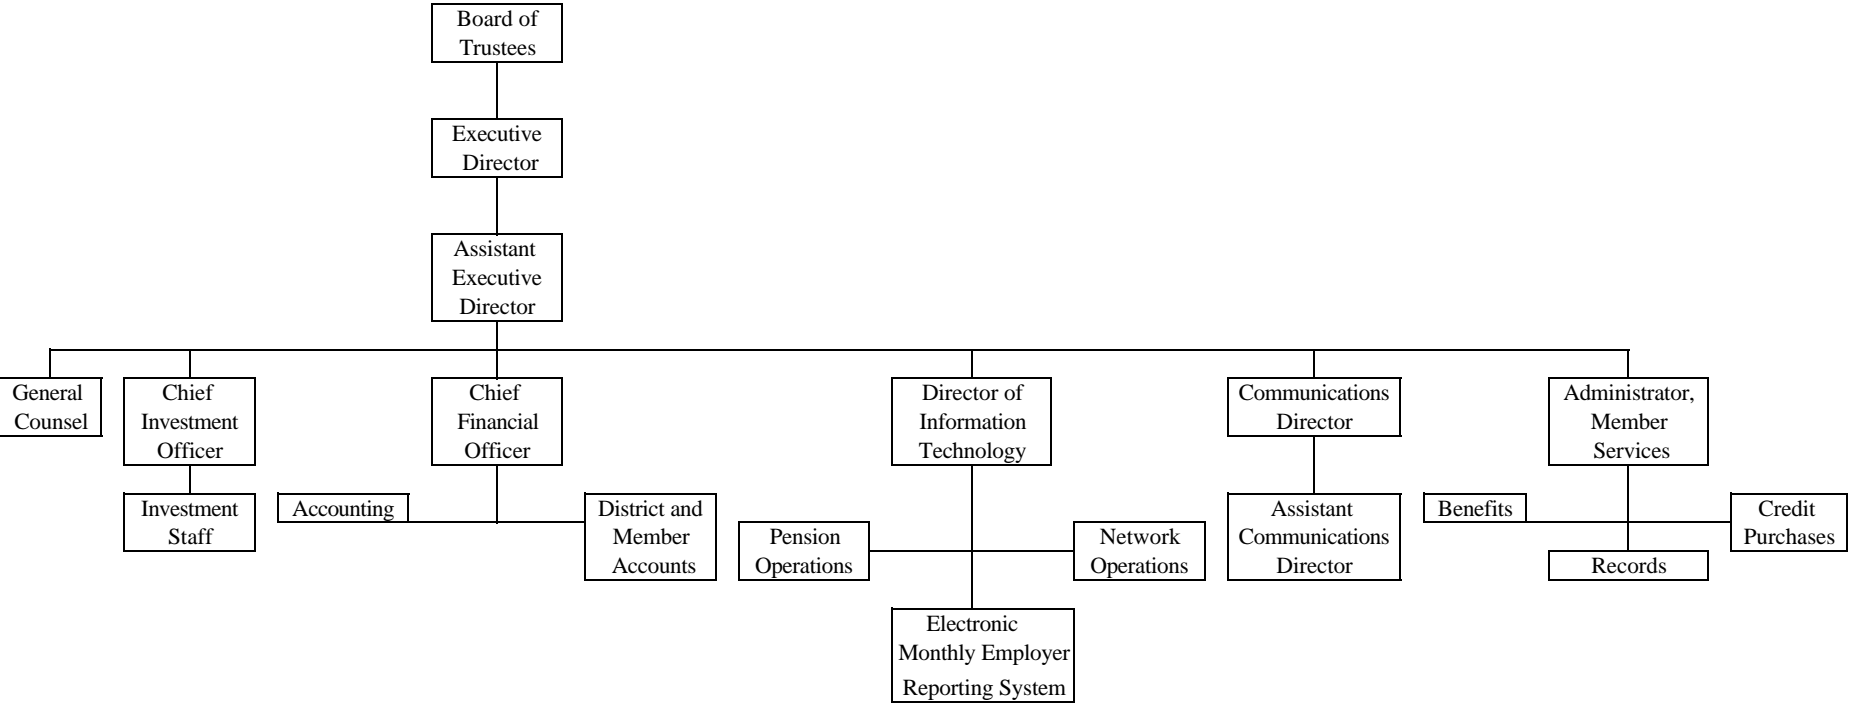 Board of
Trustees
Executive
Director
Assistant
Executive
Director
General
Counsel
Chief
Investment
Officer
Chief
Financial
Officer
Director of
Information
Technology
Communications
Director
Administrator,
Member
Services
Investment
Staff
Accounting
District and
Member
Accounts
Pension
Operations
Network
Operations
Electronic
Monthly Employer
Reporting System
Assistant
Communications
Director
Benefits
Credit
Purchases
Records